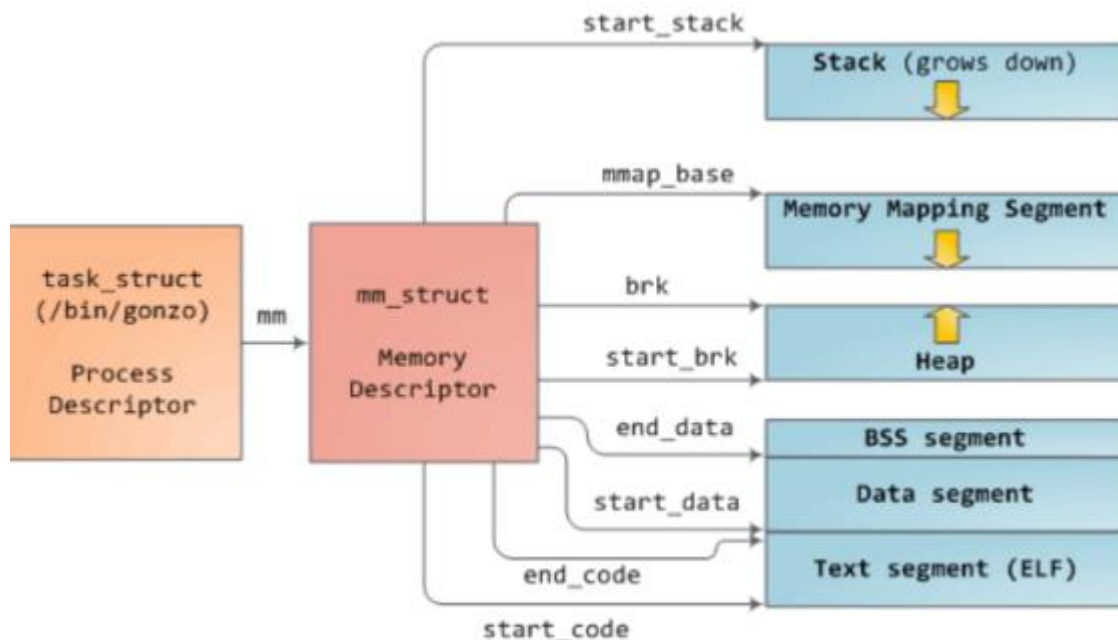 start_stack
Stack (grows down)
mmap_base
Memory Mapping Segment
task_struct
(/bin/gonzo)
Process
Descriptor
mm
mm_struct
Memory
Descriptor
brk
start_brk
Heap
end_data
BSS segment
start_data
Data segment
end_code
Text segment (ELF)
start_code